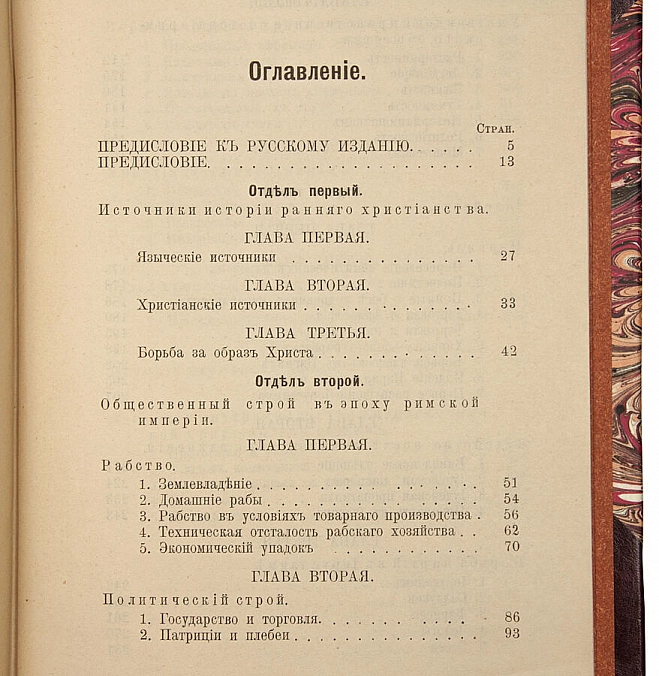 Оглавленіе.
Стран.
ПРЕДИСЛОВІЕ КЪ РУССКОМУ ИЗДАНІЮ. . . . . 5
ПРЕДИСЛОВІЕ. . . . . . . . . . . . . . . . . 13
Отдѣлъ первый.
Источники исторіи ранняго христіанства.
ГЛАВА ПЕРВАЯ.
Языческіе источники . . . . . . . . . . . . . 27
ГЛАВА ВТОРАЯ.
Христіанскіе источники . . . . . . . . . . . . 33
ГЛАВА ТРЕТЬЯ.
Борьба за образъ Христа . . . . . . . . . . . 42
Отдѣлъ второй.
Общественный строй въ эпоху римской
имперіи.
ГЛАВА ПЕРВАЯ.
Рабство.
1. Землевладѣніе . . . . . . . . . . . . . . 51
2. Домашніе рабы . . . . . . . . . . . . . 54
3. Рабство въ условіяхъ товарнаго производства . 56
4. Техническая отсталость рабскаго хозяйства . . 62
5. Экономическій упадокъ . . . . . . . . . . 70
ГЛАВА ВТОРАЯ.
Политическій строй.
1. Государство и торговля. . . . . . . . . . 86
2. Патриціи и плебеи . . . . . . . . . . . . 93